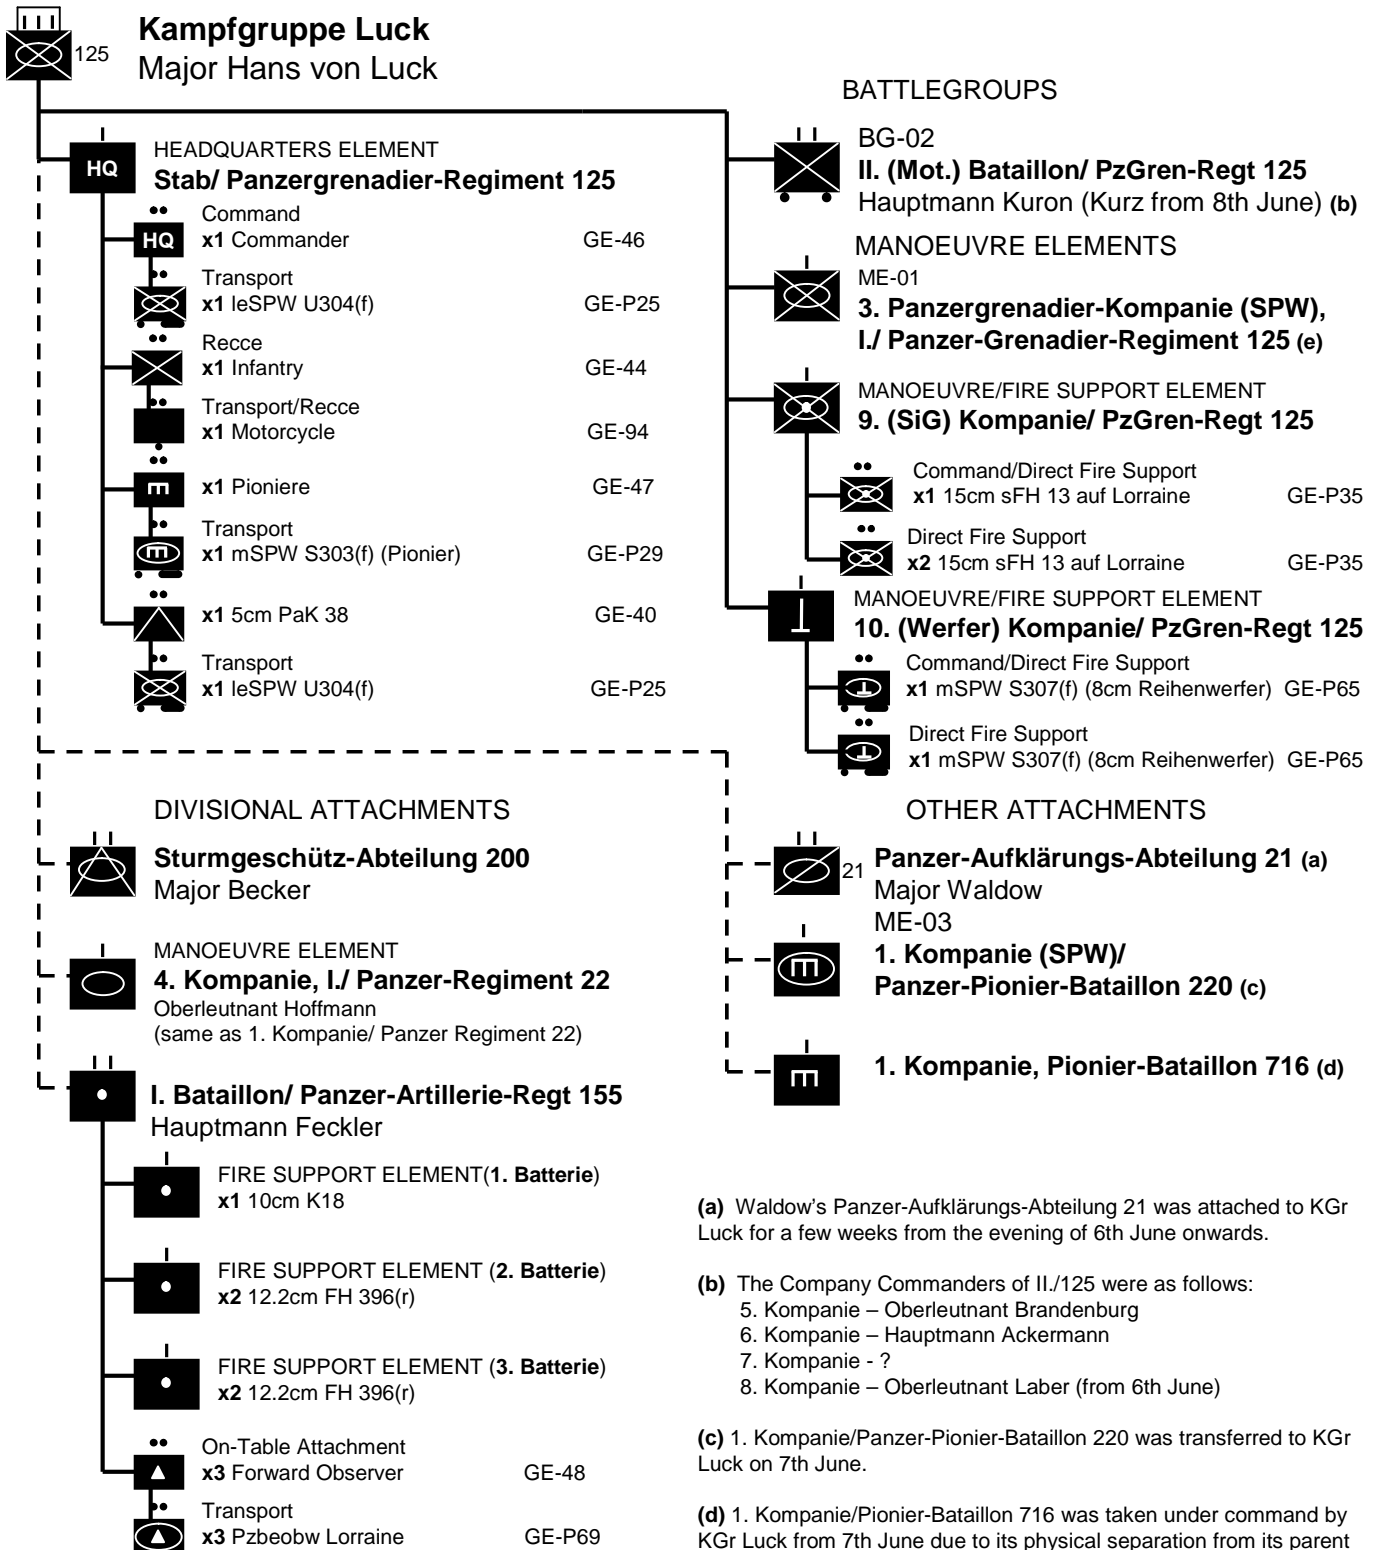 125
Kampfgruppe Luck
Major Hans von Luck
HQ
HEADQUARTERS ELEMENT
Stab/ Panzergrenadier-Regiment 125
Command
HQ
x1 Commander GE-46
Transport
x1 leSPW U304(f) GE-P25
Recce
x1 Infantry GE-44
Transport/Recce
x1 Motorcycle GE-94
x1 Pioniere GE-47
Transport
x1 mSPW S303(f) (Pionier) GE-P29
x1 5cm PaK 38 GE-40
Transport
x1 leSPW U304(f) GE-P25
BATTLEGROUPS
BG-02
II. (Mot.) Bataillon/ PzGren-Regt 125
Hauptmann Kuron (Kurz from 8th June) (b)
MANOEUVRE ELEMENTS
ME-01
3. Panzergrenadier-Kompanie (SPW),
I./ Panzer-Grenadier-Regiment 125 (e)
MANOEUVRE/FIRE SUPPORT ELEMENT
9. (SiG) Kompanie/ PzGren-Regt 125
Command/Direct Fire Support
x1 15cm sFH 13 auf Lorraine GE-P35
Direct Fire Support
x2 15cm sFH 13 auf Lorraine GE-P35
MANOEUVRE/FIRE SUPPORT ELEMENT
10. (Werfer) Kompanie/ PzGren-Regt 125
Command/Direct Fire Support
x1 mSPW S307(f) (8cm Reihenwerfer) GE-P65
Direct Fire Support
x1 mSPW S307(f) (8cm Reihenwerfer) GE-P65
DIVISIONAL ATTACHMENTS
Sturmgeschütz-Abteilung 200
Major Becker
MANOEUVRE ELEMENT
4. Kompanie, I./ Panzer-Regiment 22
Oberleutnant Hoffmann
(same as 1. Kompanie/ Panzer Regiment 22)
I. Bataillon/ Panzer-Artillerie-Regt 155
Hauptmann Feckler
FIRE SUPPORT ELEMENT(1. Batterie)
x1 10cm K18
FIRE SUPPORT ELEMENT (2. Batterie)
x2 12.2cm FH 396(r)
FIRE SUPPORT ELEMENT (3. Batterie)
x2 12.2cm FH 396(r)
On-Table Attachment
x3 Forward Observer GE-48
Transport
x3 Pzbeobw Lorraine GE-P69
OTHER ATTACHMENTS
21
Panzer-Aufklärungs-Abteilung 21 (a)
Major Waldow
ME-03
1. Kompanie (SPW)/
Panzer-Pionier-Bataillon 220 (c)
1. Kompanie, Pionier-Bataillon 716 (d)
(a) Waldow's Panzer-Aufklärungs-Abteilung 21 was attached to KGr
Luck for a few weeks from the evening of 6th June onwards.
(b) The Company Commanders of II./125 were as follows:
5. Kompanie – Oberleutnant Brandenburg
6. Kompanie – Hauptmann Ackermann
7. Kompanie - ?
8. Kompanie – Oberleutnant Laber (from 6th June)
(c) 1. Kompanie/Panzer-Pionier-Bataillon 220 was transferred to KGr
Luck on 7th June.
(d) 1. Kompanie/Pionier-Bataillon 716 was taken under command by
KGr Luck from 7th June due to its physical separation from its parent